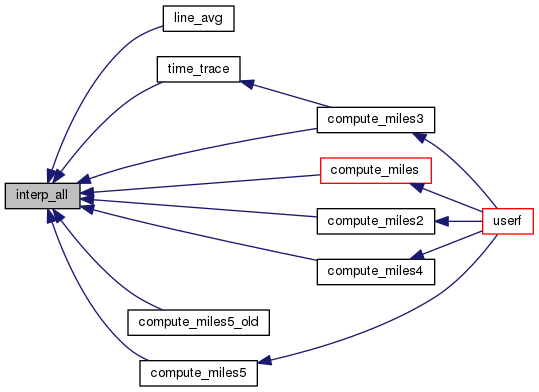 line_avg
time_trace
compute_miles3
compute_miles
interp_all
compute_miles2
userf
compute_miles4
compute_miles5_old
compute_miles5